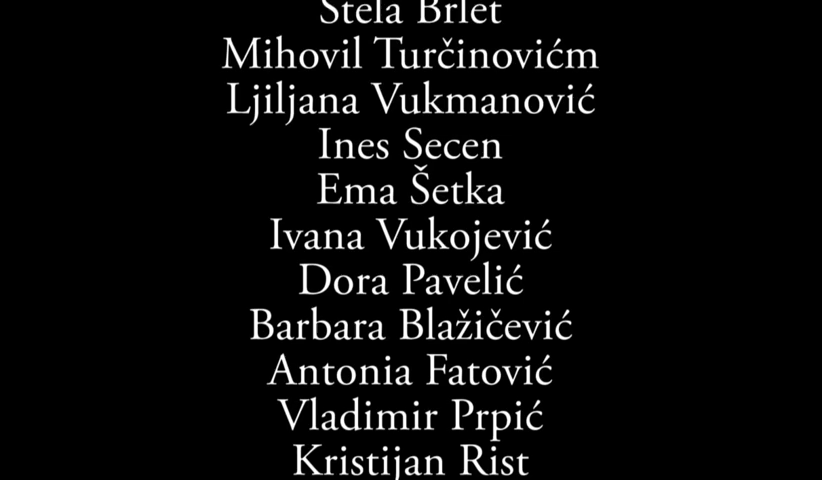 Stela Brlet
Mihovil Turčinovićm
Ljiljana Vukmanović
Ines Secen
Ema Šetka
Ivana Vukojević
Dora Pavelić
Barbara Blažičević
Antonia Fatović
Vladimir Prpić
Kristijan Rist